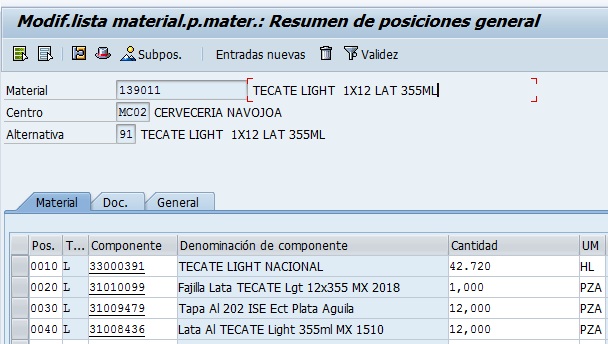 Modif.lista material.p.mater.: Resumen de posiciones general
Subpos. Entradas nuevas Validez
Material 139011 TECATE LIGHT 1X12 LAT 355ML
Centro MC02 CERVECERIA NAVOJOA
Alternativa 91 TECATE LIGHT 1X12 LAT 355ML
Material Doc. General
Pos. T... Componente Denominación de componente Cantidad UM
0010 L 33000391 TECATE LIGHT NACIONAL 42.720 HL
0020 L 31010099 Fajilla Lata TECATE Lgt 12x355 MX 2018 1,000 PZA
0030 L 31009479 Tapa Al 202 ISE Ect Plata Aguila 12,000 PZA
0040 L 31008436 Lata Al TECATE Light 355ml MX 1510 12,000 PZA